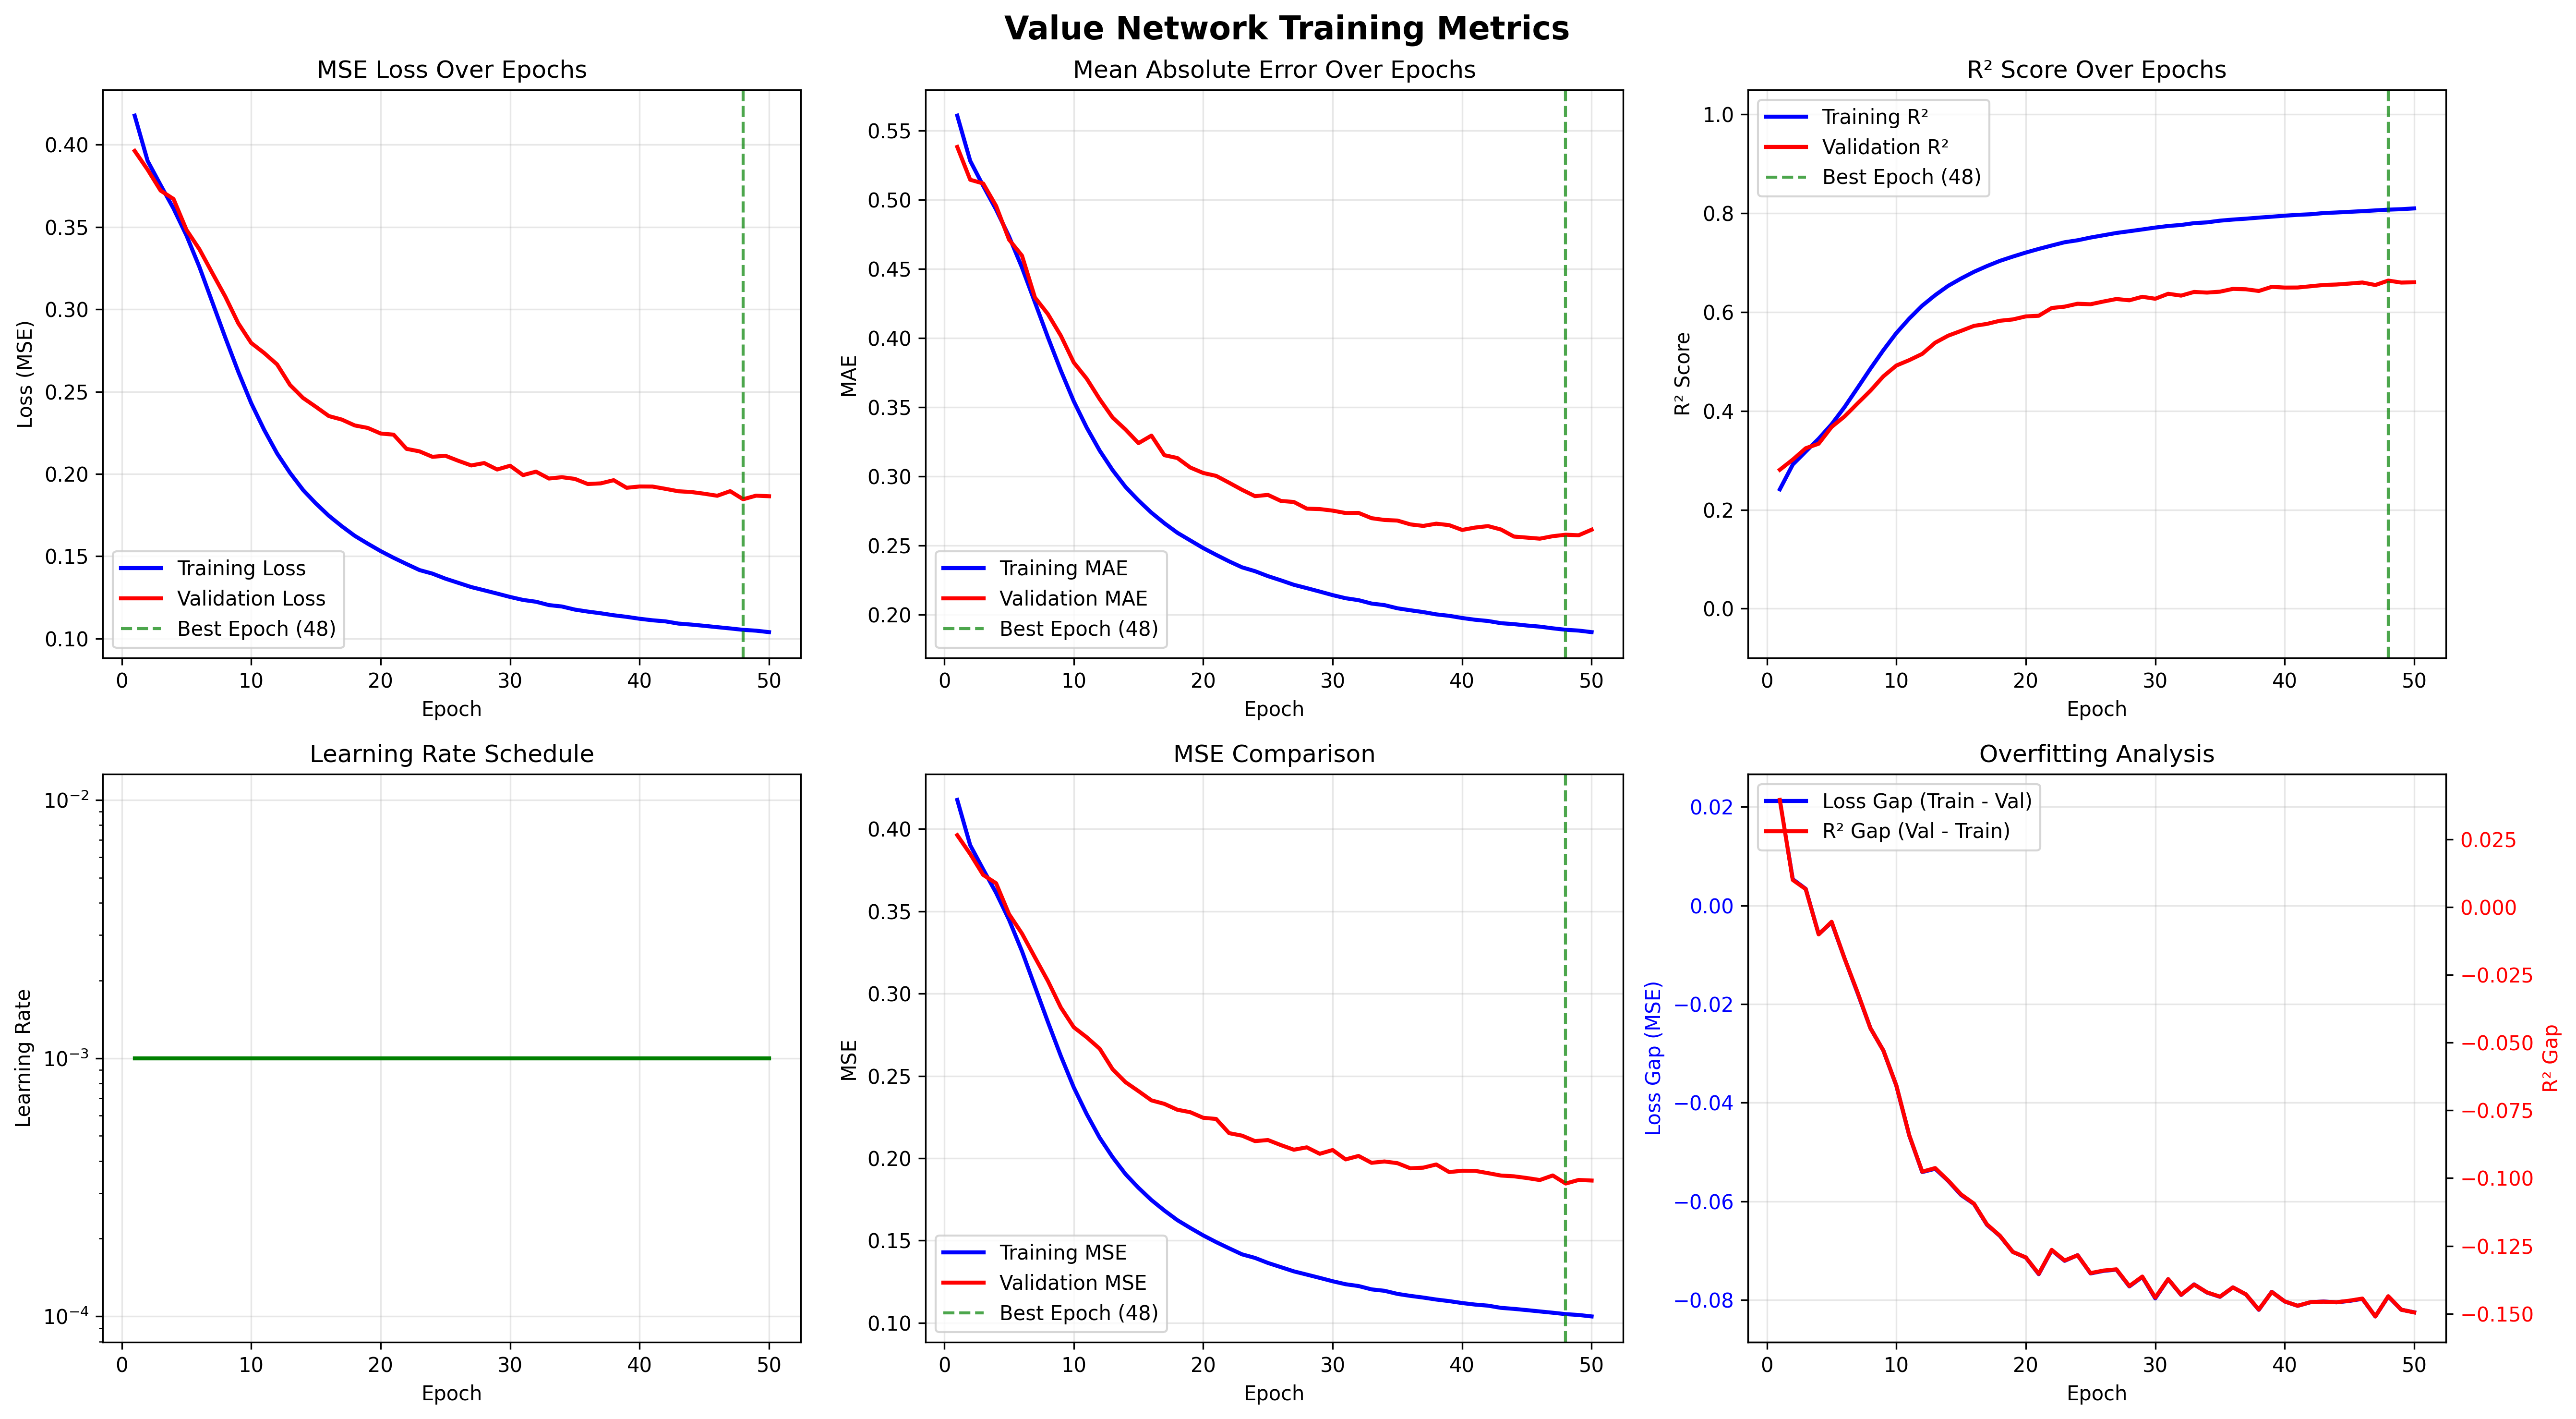 Value Network Training Metrics
MSE Loss Over Epochs
Loss (MSE)
0.40
0.35
0.30
0.25
0.20
0.15
0.10
Training Loss
Validation Loss
Best Epoch (48)
0 10 20 30 40 50
Epoch
Mean Absolute Error Over Epochs
MAE
0.55
0.50
0.45
0.40
0.35
0.30
0.25
0.20
Training MAE
Validation MAE
Best Epoch (48)
0 10 20 30 40 50
Epoch
R² Score Over Epochs
R² Score
1.0
0.8
0.6
0.4
0.2
0.0
Training R²
Validation R²
Best Epoch (48)
0 10 20 30 40 50
Epoch
Learning Rate Schedule
Learning Rate
10⁻²
10⁻³
10⁻⁴
0 10 20 30 40 50
Epoch
MSE Comparison
MSE
0.40
0.35
0.30
0.25
0.20
0.15
0.10
Training MSE
Validation MSE
Best Epoch (48)
0 10 20 30 40 50
Epoch
Overfitting Analysis
Loss Gap (MSE)
0.02
0.00
−0.02
−0.04
−0.06
−0.08
Loss Gap (Train - Val)
R² Gap (Val - Train)
0.025
0.000
−0.025
−0.050
−0.075
−0.100
−0.125
−0.150
R² Gap
0 10 20 30 40 50
Epoch